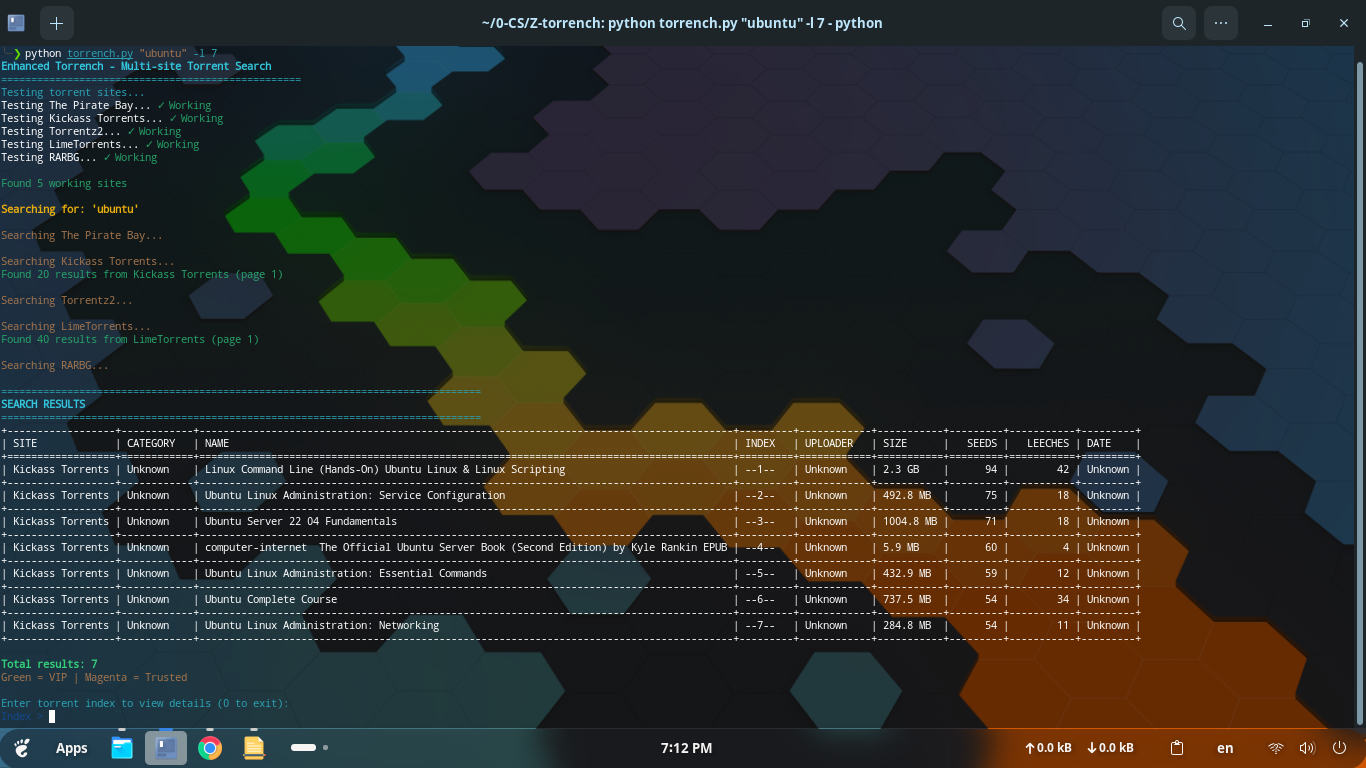 ~/0-CS/Z-torrench: python torrench.py "ubuntu" -l 7 - python
❯ python torrench.py "ubuntu" -l 7
Enhanced Torrench - Multi-site Torrent Search
==================================================
Testing torrent sites...
Testing The Pirate Bay... ✓ Working
Testing Kickass Torrents... ✓ Working
Testing Torrentz2... ✓ Working
Testing LimeTorrents... ✓ Working
Testing RARBG... ✓ Working
Found 5 working sites
Searching for: 'ubuntu'
Searching The Pirate Bay...
Searching Kickass Torrents...
Found 20 results from Kickass Torrents (page 1)
Searching Torrentz2...
Searching LimeTorrents...
Found 40 results from LimeTorrents (page 1)
Searching RARBG...
================================================================================
SEARCH RESULTS
================================================================================
| SITE | CATEGORY | NAME | INDEX | UPLOADER | SIZE | SEEDS | LEECHES | DATE |
| Kickass Torrents | Unknown | Linux Command Line (Hands-On) Ubuntu Linux & Linux Scripting | --1-- | Unknown | 2.3 GB | 94 | 42 | Unknown |
| Kickass Torrents | Unknown | Ubuntu Linux Administration: Service Configuration | --2-- | Unknown | 492.8 MB | 75 | 18 | Unknown |
| Kickass Torrents | Unknown | Ubuntu Server 22 04 Fundamentals | --3-- | Unknown | 1004.8 MB | 71 | 18 | Unknown |
| Kickass Torrents | Unknown | computer-internet The Official Ubuntu Server Book (Second Edition) by Kyle Rankin EPUB | --4-- | Unknown | 5.9 MB | 60 | 4 | Unknown |
| Kickass Torrents | Unknown | Ubuntu Linux Administration: Essential Commands | --5-- | Unknown | 432.9 MB | 59 | 12 | Unknown |
| Kickass Torrents | Unknown | Ubuntu Complete Course | --6-- | Unknown | 737.5 MB | 54 | 34 | Unknown |
| Kickass Torrents | Unknown | Ubuntu Linux Administration: Networking | --7-- | Unknown | 284.8 MB | 54 | 11 | Unknown |
Total results: 7
Green = VIP | Magenta = Trusted
Enter torrent index to view details (0 to exit):
Index >
Apps
7:12 PM
↑0.0 kB ↓0.0 kB
en